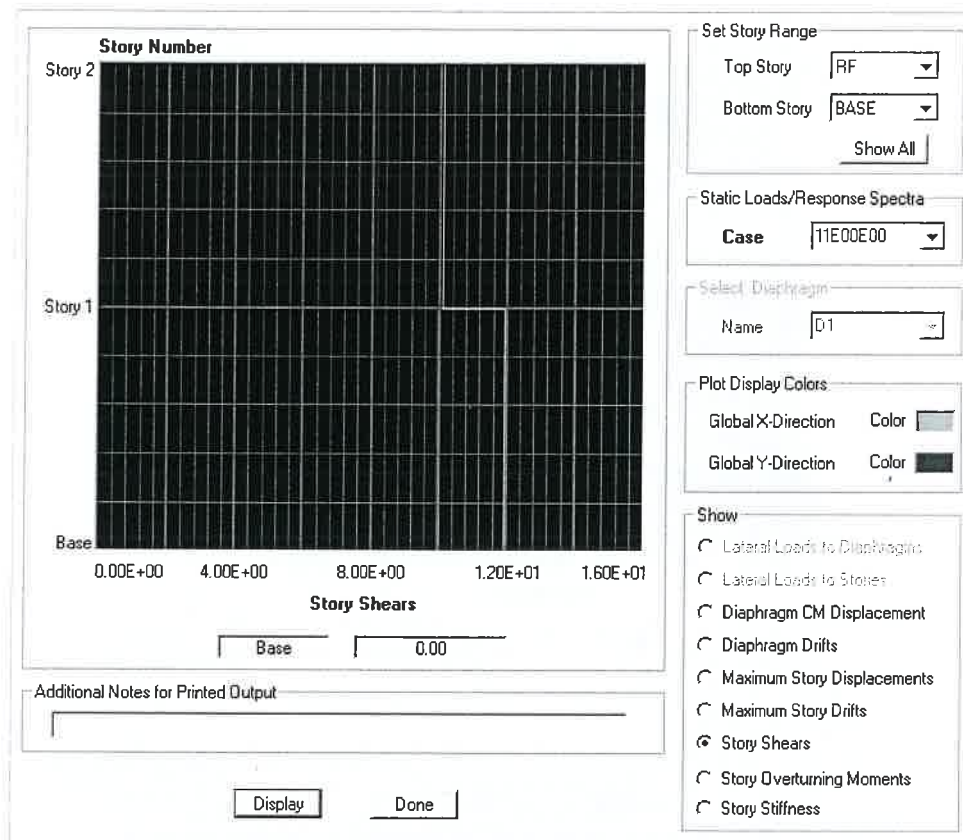 Story Number
Story 2
Story 1
Base
0.00E+00 4.00E+00 8.00E+00 1.20E+01 1.60E+01
Story Shears
Base 0.00
Additional Notes for Printed Output
Display Done
Set Story Range
Top Story RF
Bottom Story BASE
Show All
Static Loads/Response Spectra
Case 11E00E00
Select Diaphragm
Name D1
Plot Display Colors
Global X-Direction Color
Global Y-Direction Color
Show
Lateral Loads to Diaphragms
Lateral Loads to Stories
Diaphragm CM Displacement
Diaphragm Drifts
Maximum Story Displacements
Maximum Story Drifts
Story Shears
Story Overturning Moments
Story Stiffness